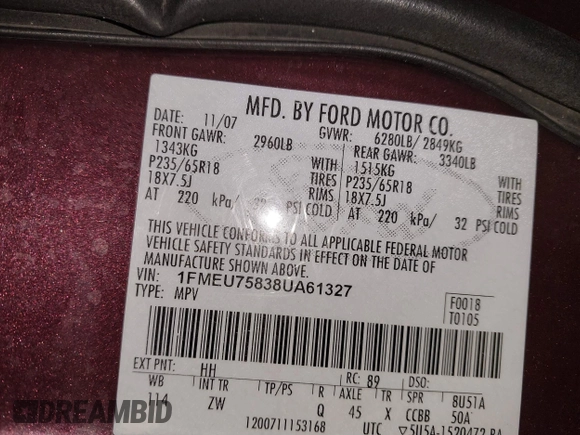 MFD. BY FORD MOTOR CO.
DATE: 11/07 GVWR: 6280LB/ 2849KG
FRONT GAWR: 2960LB REAR GAWR: 3340LB
1343KG WITH 1515KG WITH
P235/65R18 TIRES P235/65R18 TIRES
18X7.5J RIMS 18X7.5J RIMS
AT 220 kPa/ PSI COLD AT 220 kPa/ 32 PSI COLD
THIS VEHICLE CONFORMS TO ALL APPLICABLE FEDERAL MOTOR
VEHICLE SAFETY STANDARDS IN EFFECT ON THE DATE OF
MANUFACTURE SHOWN ABOVE.
VIN: 1FMEU75838UA61327
TYPE: MPV
F0018
T0105
EXT PNT: HH RC: 89 DSO:
WB INT TR TP/PS R AXLE TR SPR 8U51A
114 ZW Q 45 X CCBB 50A
1200711153168 UTC 5U5A-1520472
DREAMBID